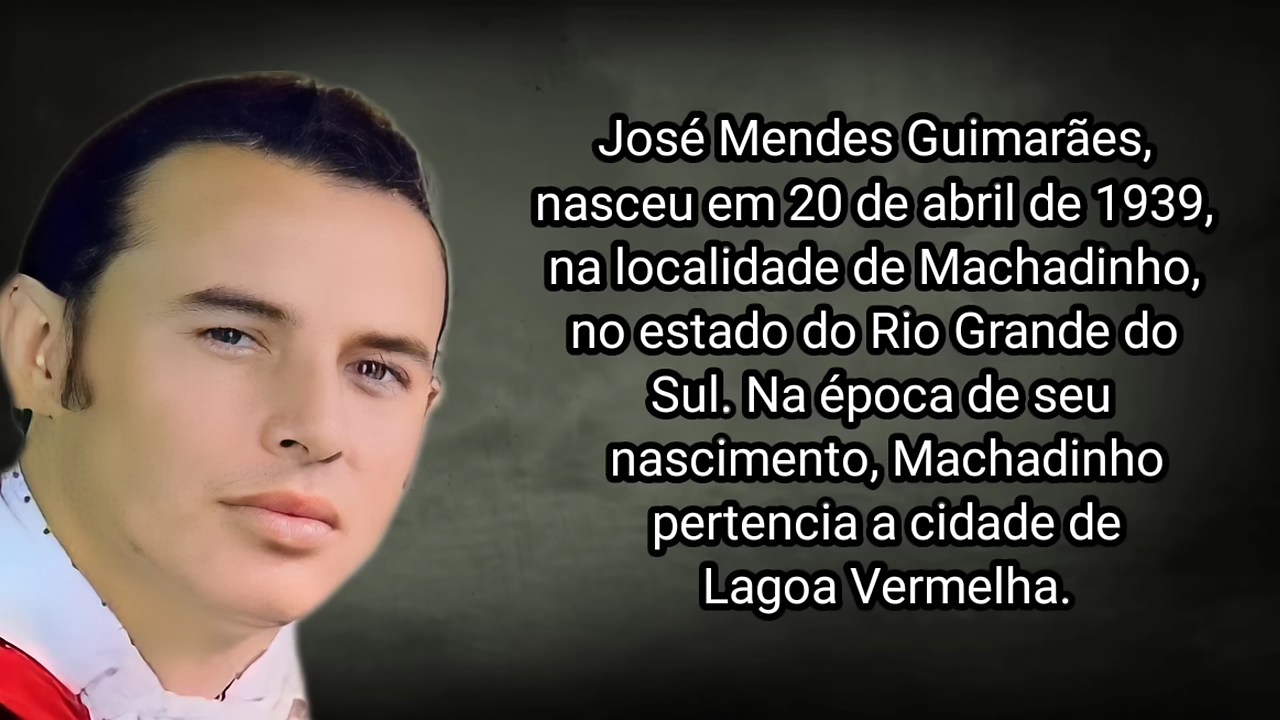 José Mendes Guimarães,
nasceu em 20 de abril de 1939,
na localidade de Machadinho,
no estado do Rio Grande do
Sul. Na época de seu
nascimento, Machadinho
pertencia a cidade de
Lagoa Vermelha.